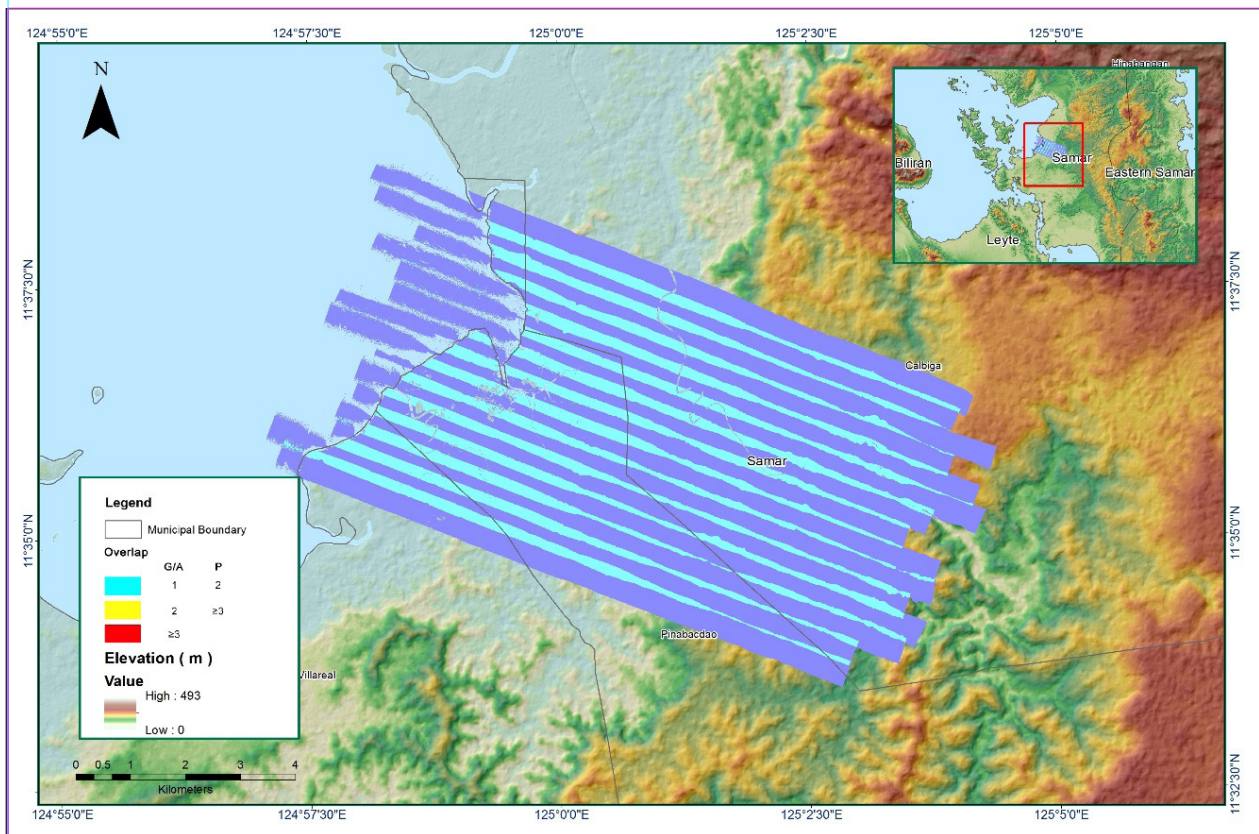 124°55'0"E 124°57'30"E 125°0'0"E 125°2'30"E 125°5'0"E
N
Hinabangan
Biliran
Samar
Eastern Samar
Leyte
11°37'30"N 11°37'30"N
Calbiga
Samar
11°35'0"N 11°35'0"N
Pinabacdao
Villareal
Legend
Municipal Boundary
Overlap
G/A P
1 2
2 ≥3
≥3
Elevation ( m )
Value
High : 493
Low : 0
0 0.5 1 2 3 4
Kilometers
11°32'30"N
124°55'0"E 124°57'30"E 125°0'0"E 125°2'30"E 125°5'0"E